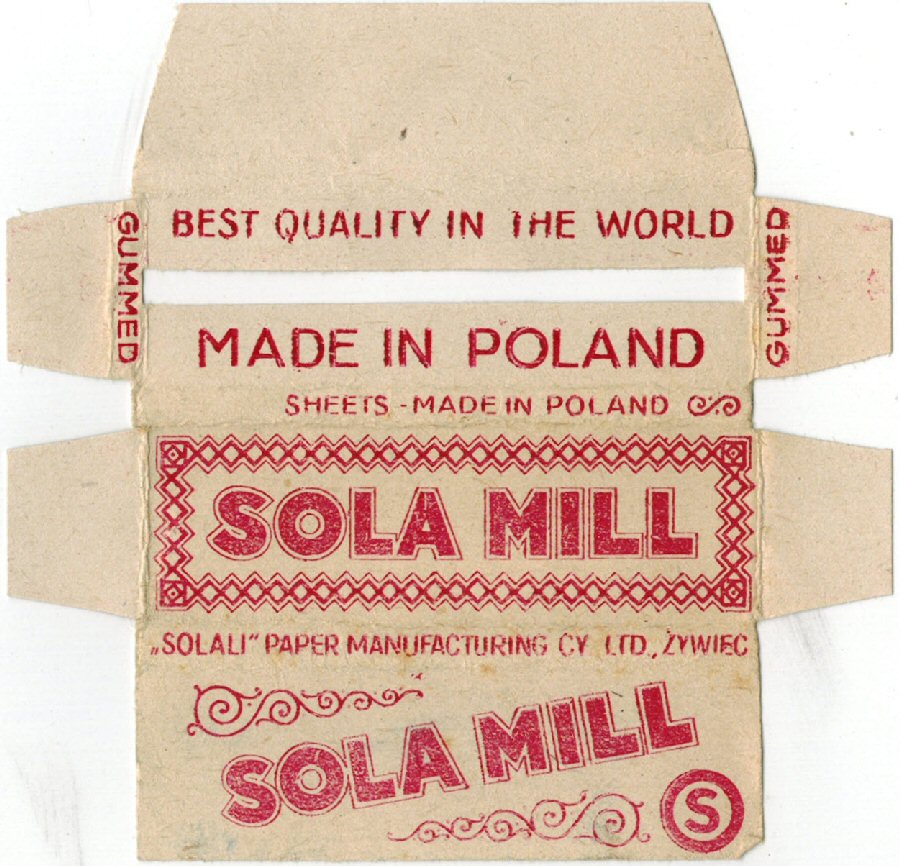 BEST QUALITY IN THE WORLD
GUMMED
GUMMED
MADE IN POLAND
SHEETS - MADE IN POLAND
SOLA MILL
„SOLALI” PAPER MANUFACTURING CY. LTD., ŻYWIEC
SOLA MILL
S